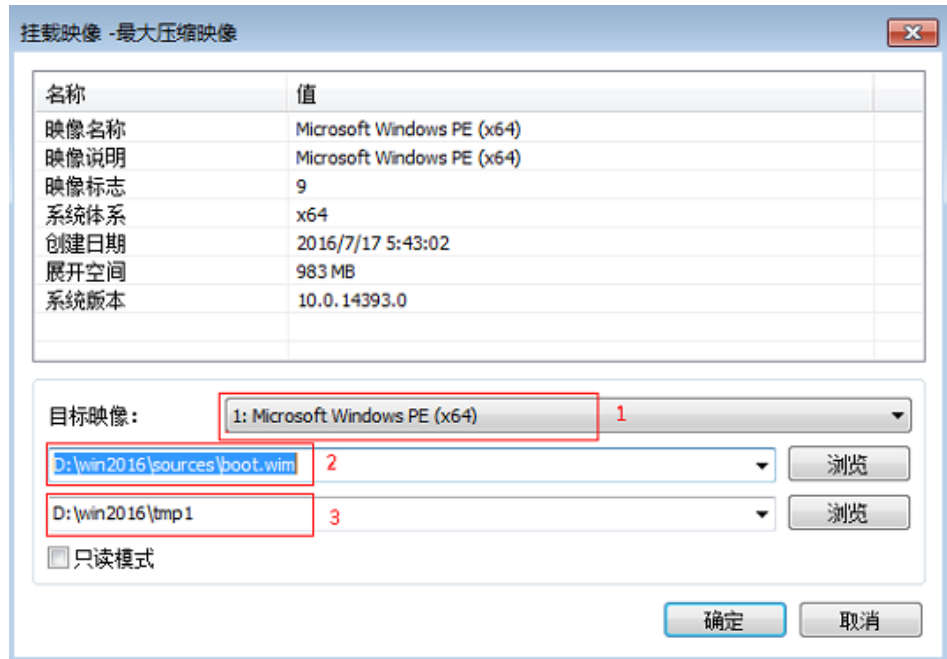 挂载映像 -最大压缩映像
名称 值
映像名称 Microsoft Windows PE (x64)
映像说明 Microsoft Windows PE (x64)
映像标志 9
系统体系 x64
创建日期 2016/7/17 5:43:02
展开空间 983 MB
系统版本 10.0.14393.0
目标映像: 1: Microsoft Windows PE (x64) 1
D:\win2016\sources\boot.wim 2 浏览
D:\win2016\tmp1 3 浏览
只读模式
确定 取消